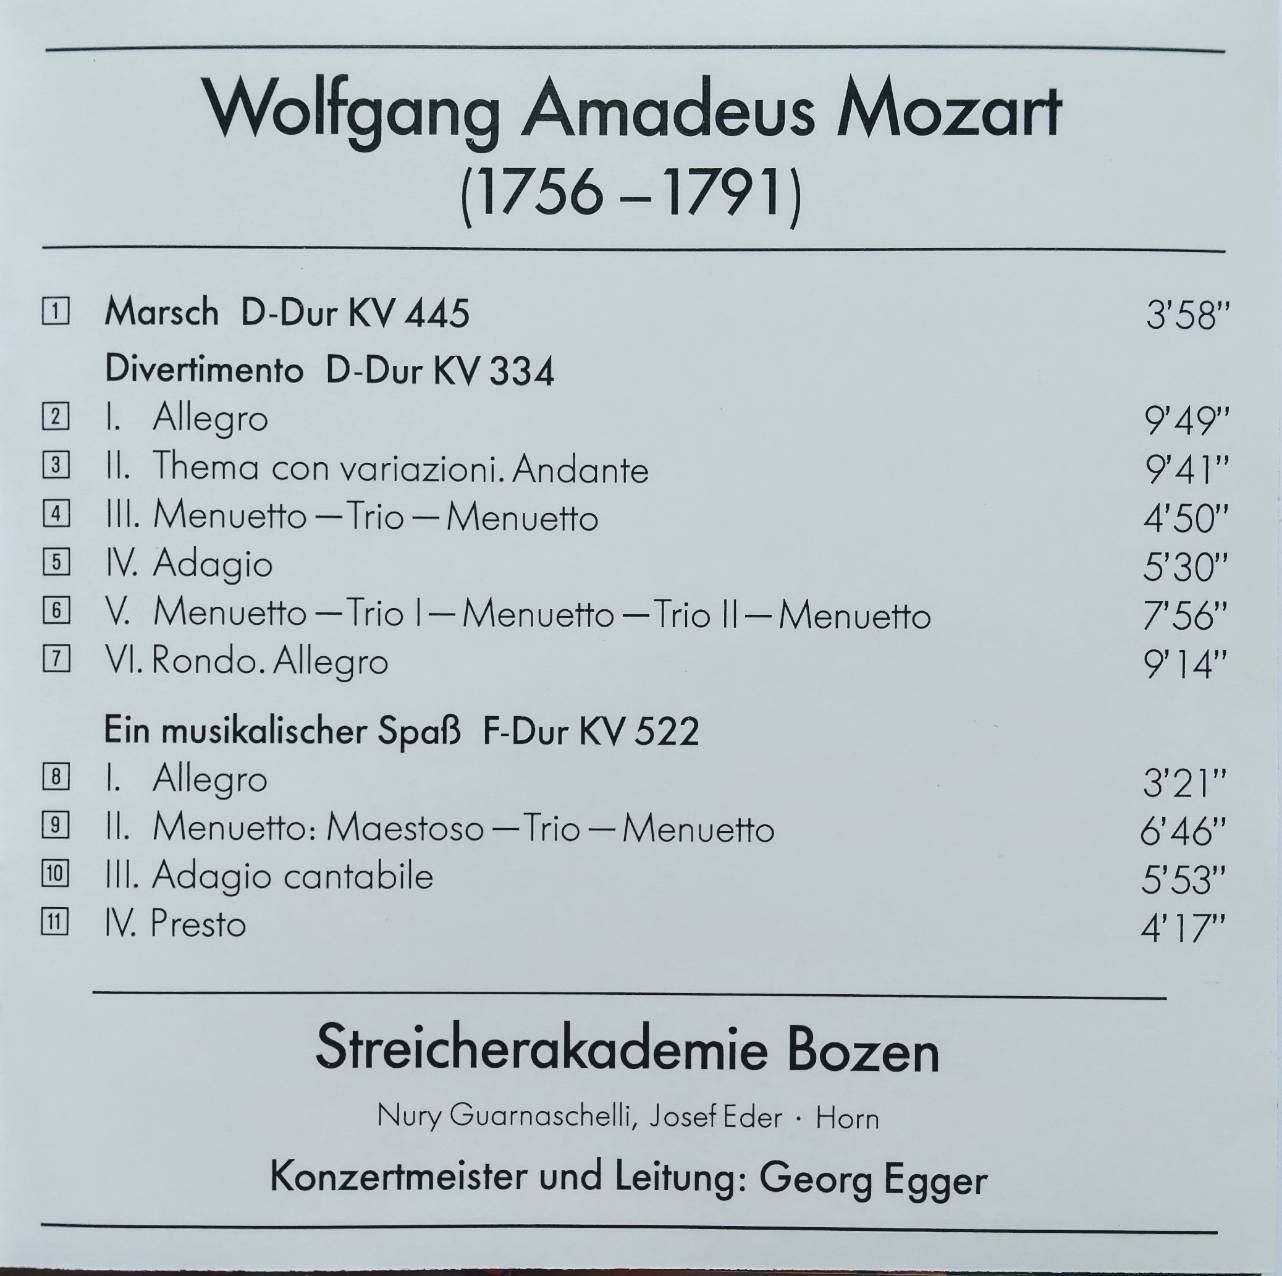 Wolfgang Amadeus Mozart
(1756 – 1791)
1 Marsch D-Dur KV 445 3'58"
Divertimento D-Dur KV 334
2 I. Allegro 9'49"
3 II. Thema con variazioni. Andante 9'41"
4 III. Menuetto – Trio – Menuetto 4'50"
5 IV. Adagio 5'30"
6 V. Menuetto – Trio I – Menuetto – Trio II – Menuetto 7'56"
7 VI. Rondo. Allegro 9'14"
Ein musikalischer Spaß F-Dur KV 522
8 I. Allegro 3'21"
9 II. Menuetto: Maestoso – Trio – Menuetto 6'46"
10 III. Adagio cantabile 5'53"
11 IV. Presto 4'17"
Streicherakademie Bozen
Nury Guarnaschelli, Josef Eder · Horn
Konzertmeister und Leitung: Georg Egger